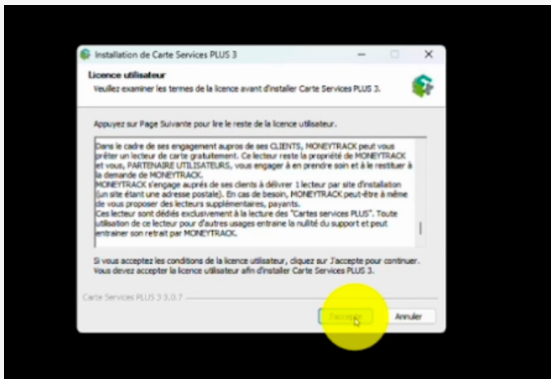 Installation de Carte Services PLUS 3
Licence utilisateur
Veuillez examiner les termes de la licence avant d'installer Carte Services PLUS 3.
Appuyez sur Page Suivante pour lire le reste de la licence utilisateur.
Dans le cadre de ses engagement aupros de ses CLIENTS, MONEYTRACK peut vous
prêter un lecteur de carte gratuitement. Ce lecteur reste la propriété de MONEYTRACK
et vous, PARTENAIRE UTILISATEURS, vous engager à en prendre soin et à le restituer à
la demande de MONEYTRACK.
MONEYTRACK s'engage auprés de ses clients à délivrer 1 lecteur par site d'installation
(un site étant une adresse postale). En cas de besoin, MONEYTRACK peut-être à même
de vous proposer des lecteurs supplémentaires, payants.
Ces lecteur sont dédiés exclusivement à la lecture des "Cartes services PLUS". Toute
utilisation de ce lecteur pour d'autres usages entraine la nullité du support et peut
entrainer son retrait par MONEYTRACK.
Si vous acceptez les conditions de la licence utilisateur, cliquez sur J'accepte pour continuer.
Vous devez accepter la licence utilisateur afin d'installer Carte Services PLUS 3.
Carte Services PLUS 3 3.0.7
J'accepte
Annuler